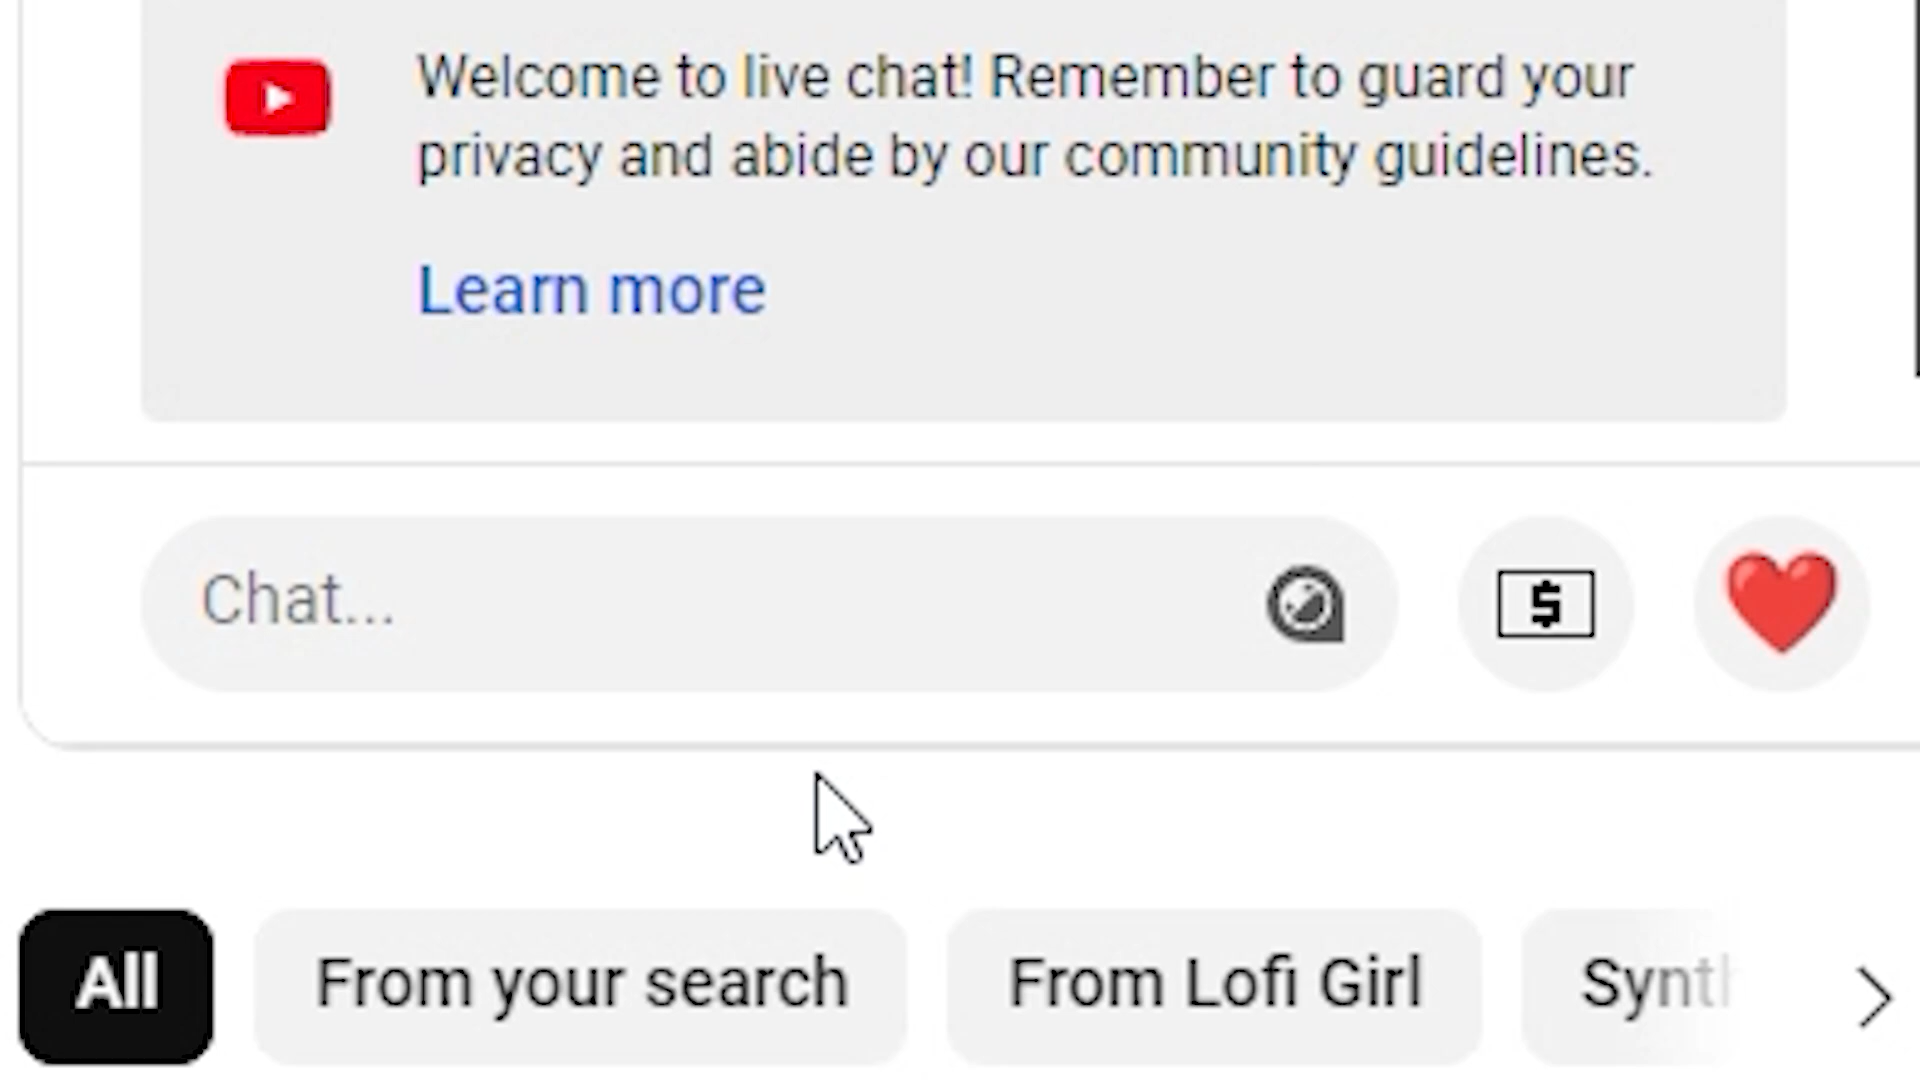 Welcome to live chat! Remember to guard your
privacy and abide by our community guidelines.
Learn more
Chat...
$
All
From your search
From Lofi Girl